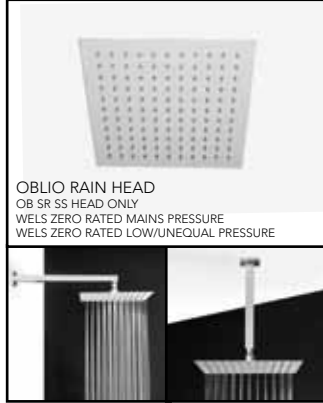 OBLIO RAIN HEAD
OB SR SS HEAD ONLY
WELS ZERO RATED MAINS PRESSURE
WELS ZERO RATED LOW/UNEQUAL PRESSURE